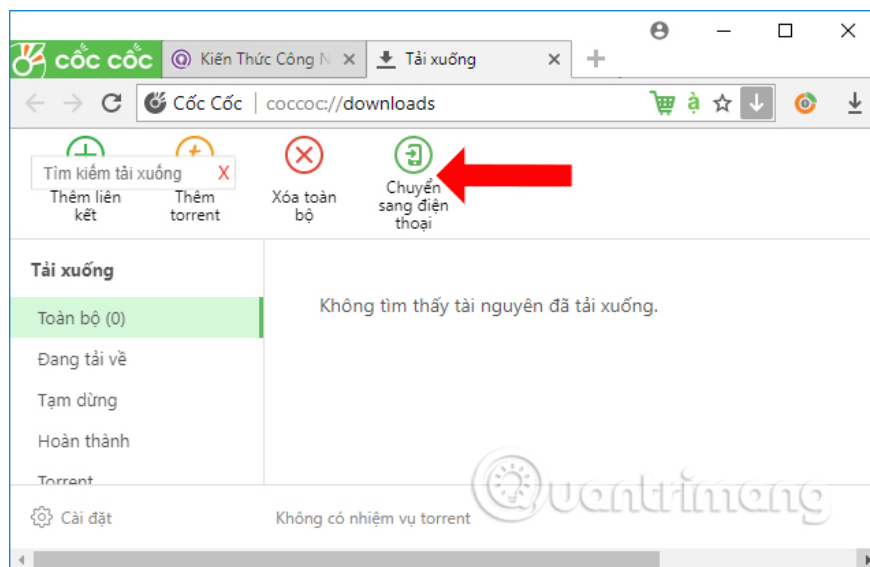 cốc cốc
Kiến Thức Công N
Tải xuống
Cốc Cốc
coccoc://downloads
à
Tìm kiếm tải xuống X
Thêm liên
kết
Thêm
torrent
Xóa toàn
bộ
Chuyển
sang điện
thoại
Tải xuống
Toàn bộ (0)
Đang tải về
Tạm dừng
Hoàn thành
Torrent
Không tìm thấy tài nguyên đã tải xuống.
Cài đặt
Không có nhiệm vụ torrent
Quantrimang